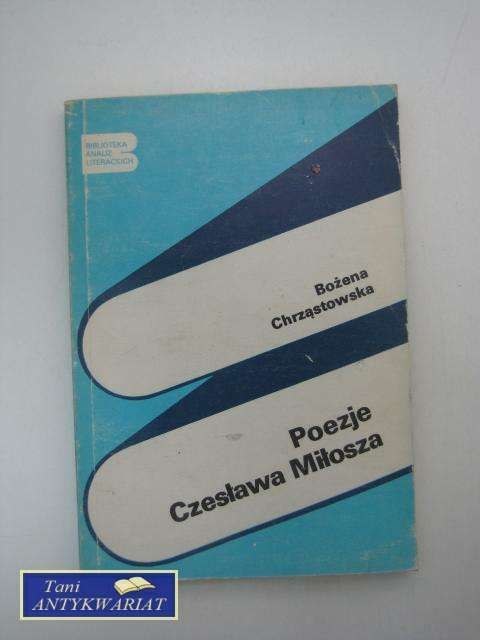 BIBLIOTEKA
ANALIZ
LITERACKICH
Bożena
Chrząstowska
Poezje
Czesława Miłosza
Tani
ANTYKWARIAT